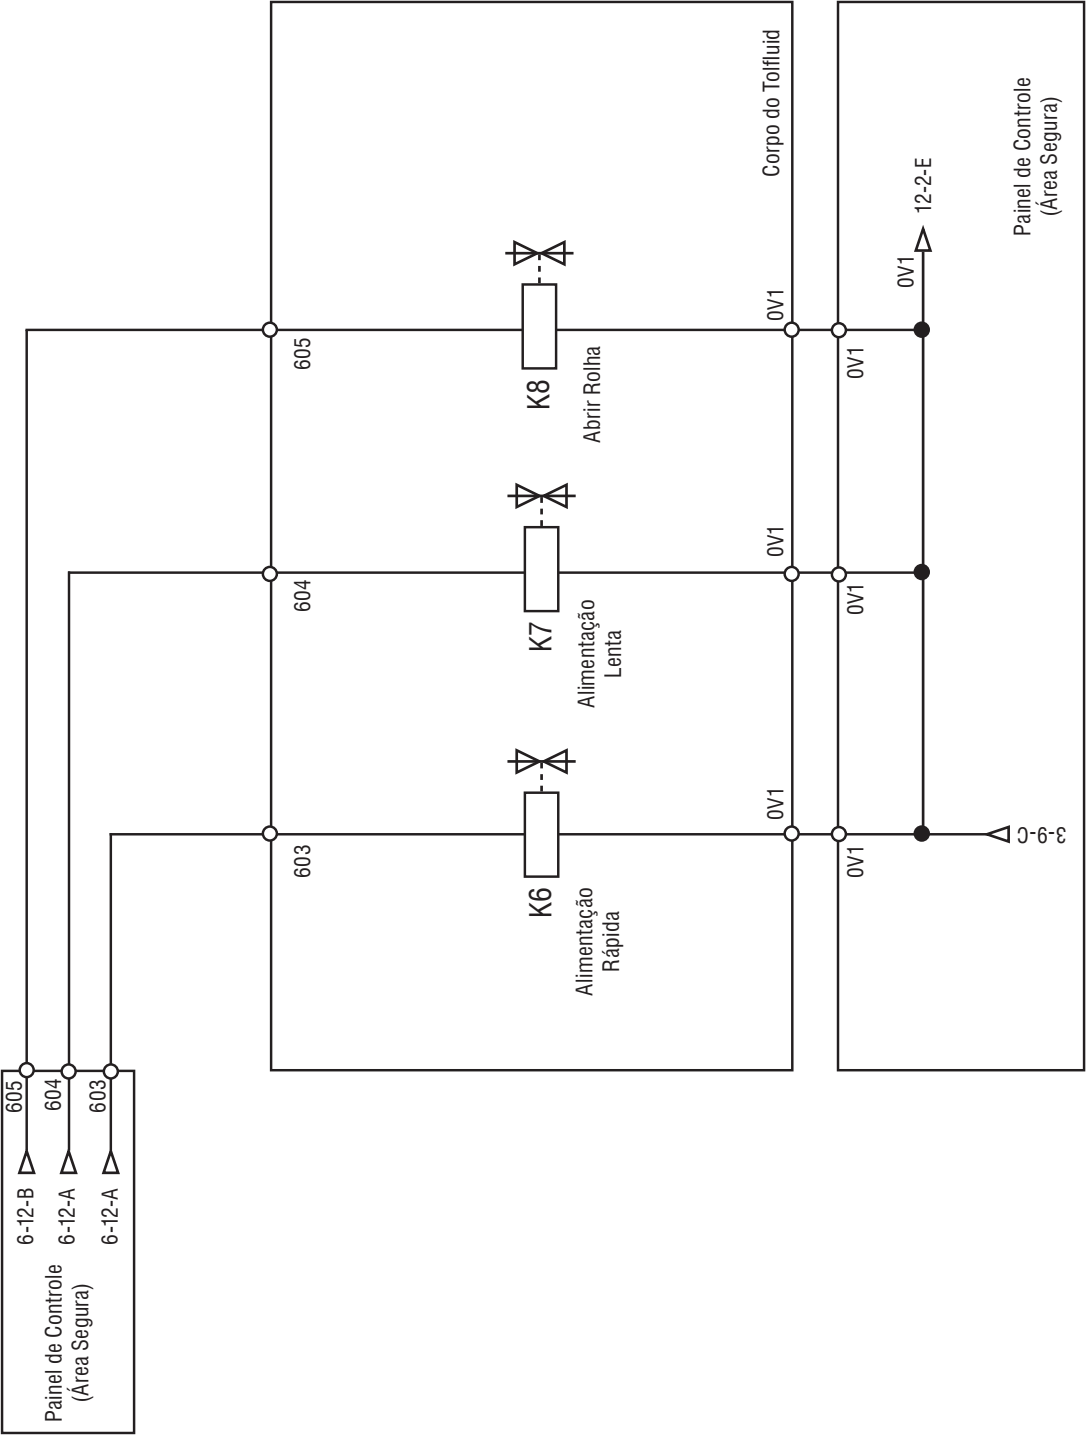 Painel de Controle
(Área Segura)
6-12-B
6-12-A
6-12-A
605
604
603
603
604
605
K6
Alimentação
Rápida
K7
Alimentação
Lenta
K8
Abrir Rolha
Corpo do Tolfluid
0V1
0V1
0V1
0V1
0V1
0V1
3-9-C
0V1
12-2-E
Painel de Controle
(Área Segura)